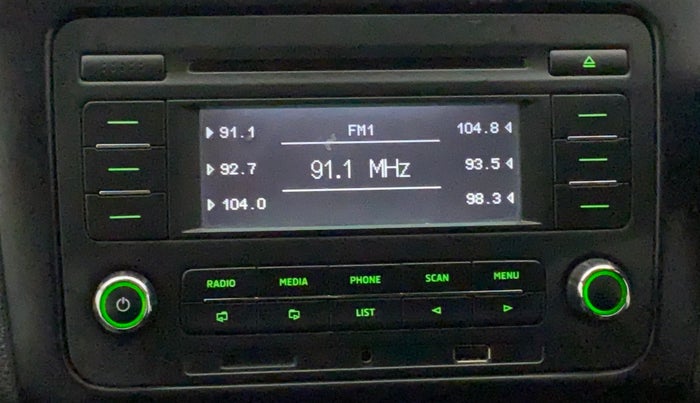 91.1 FM1 104.8
92.7 91.1 MHz 93.5
104.0 98.3
RADIO MEDIA PHONE SCAN MENU
LIST